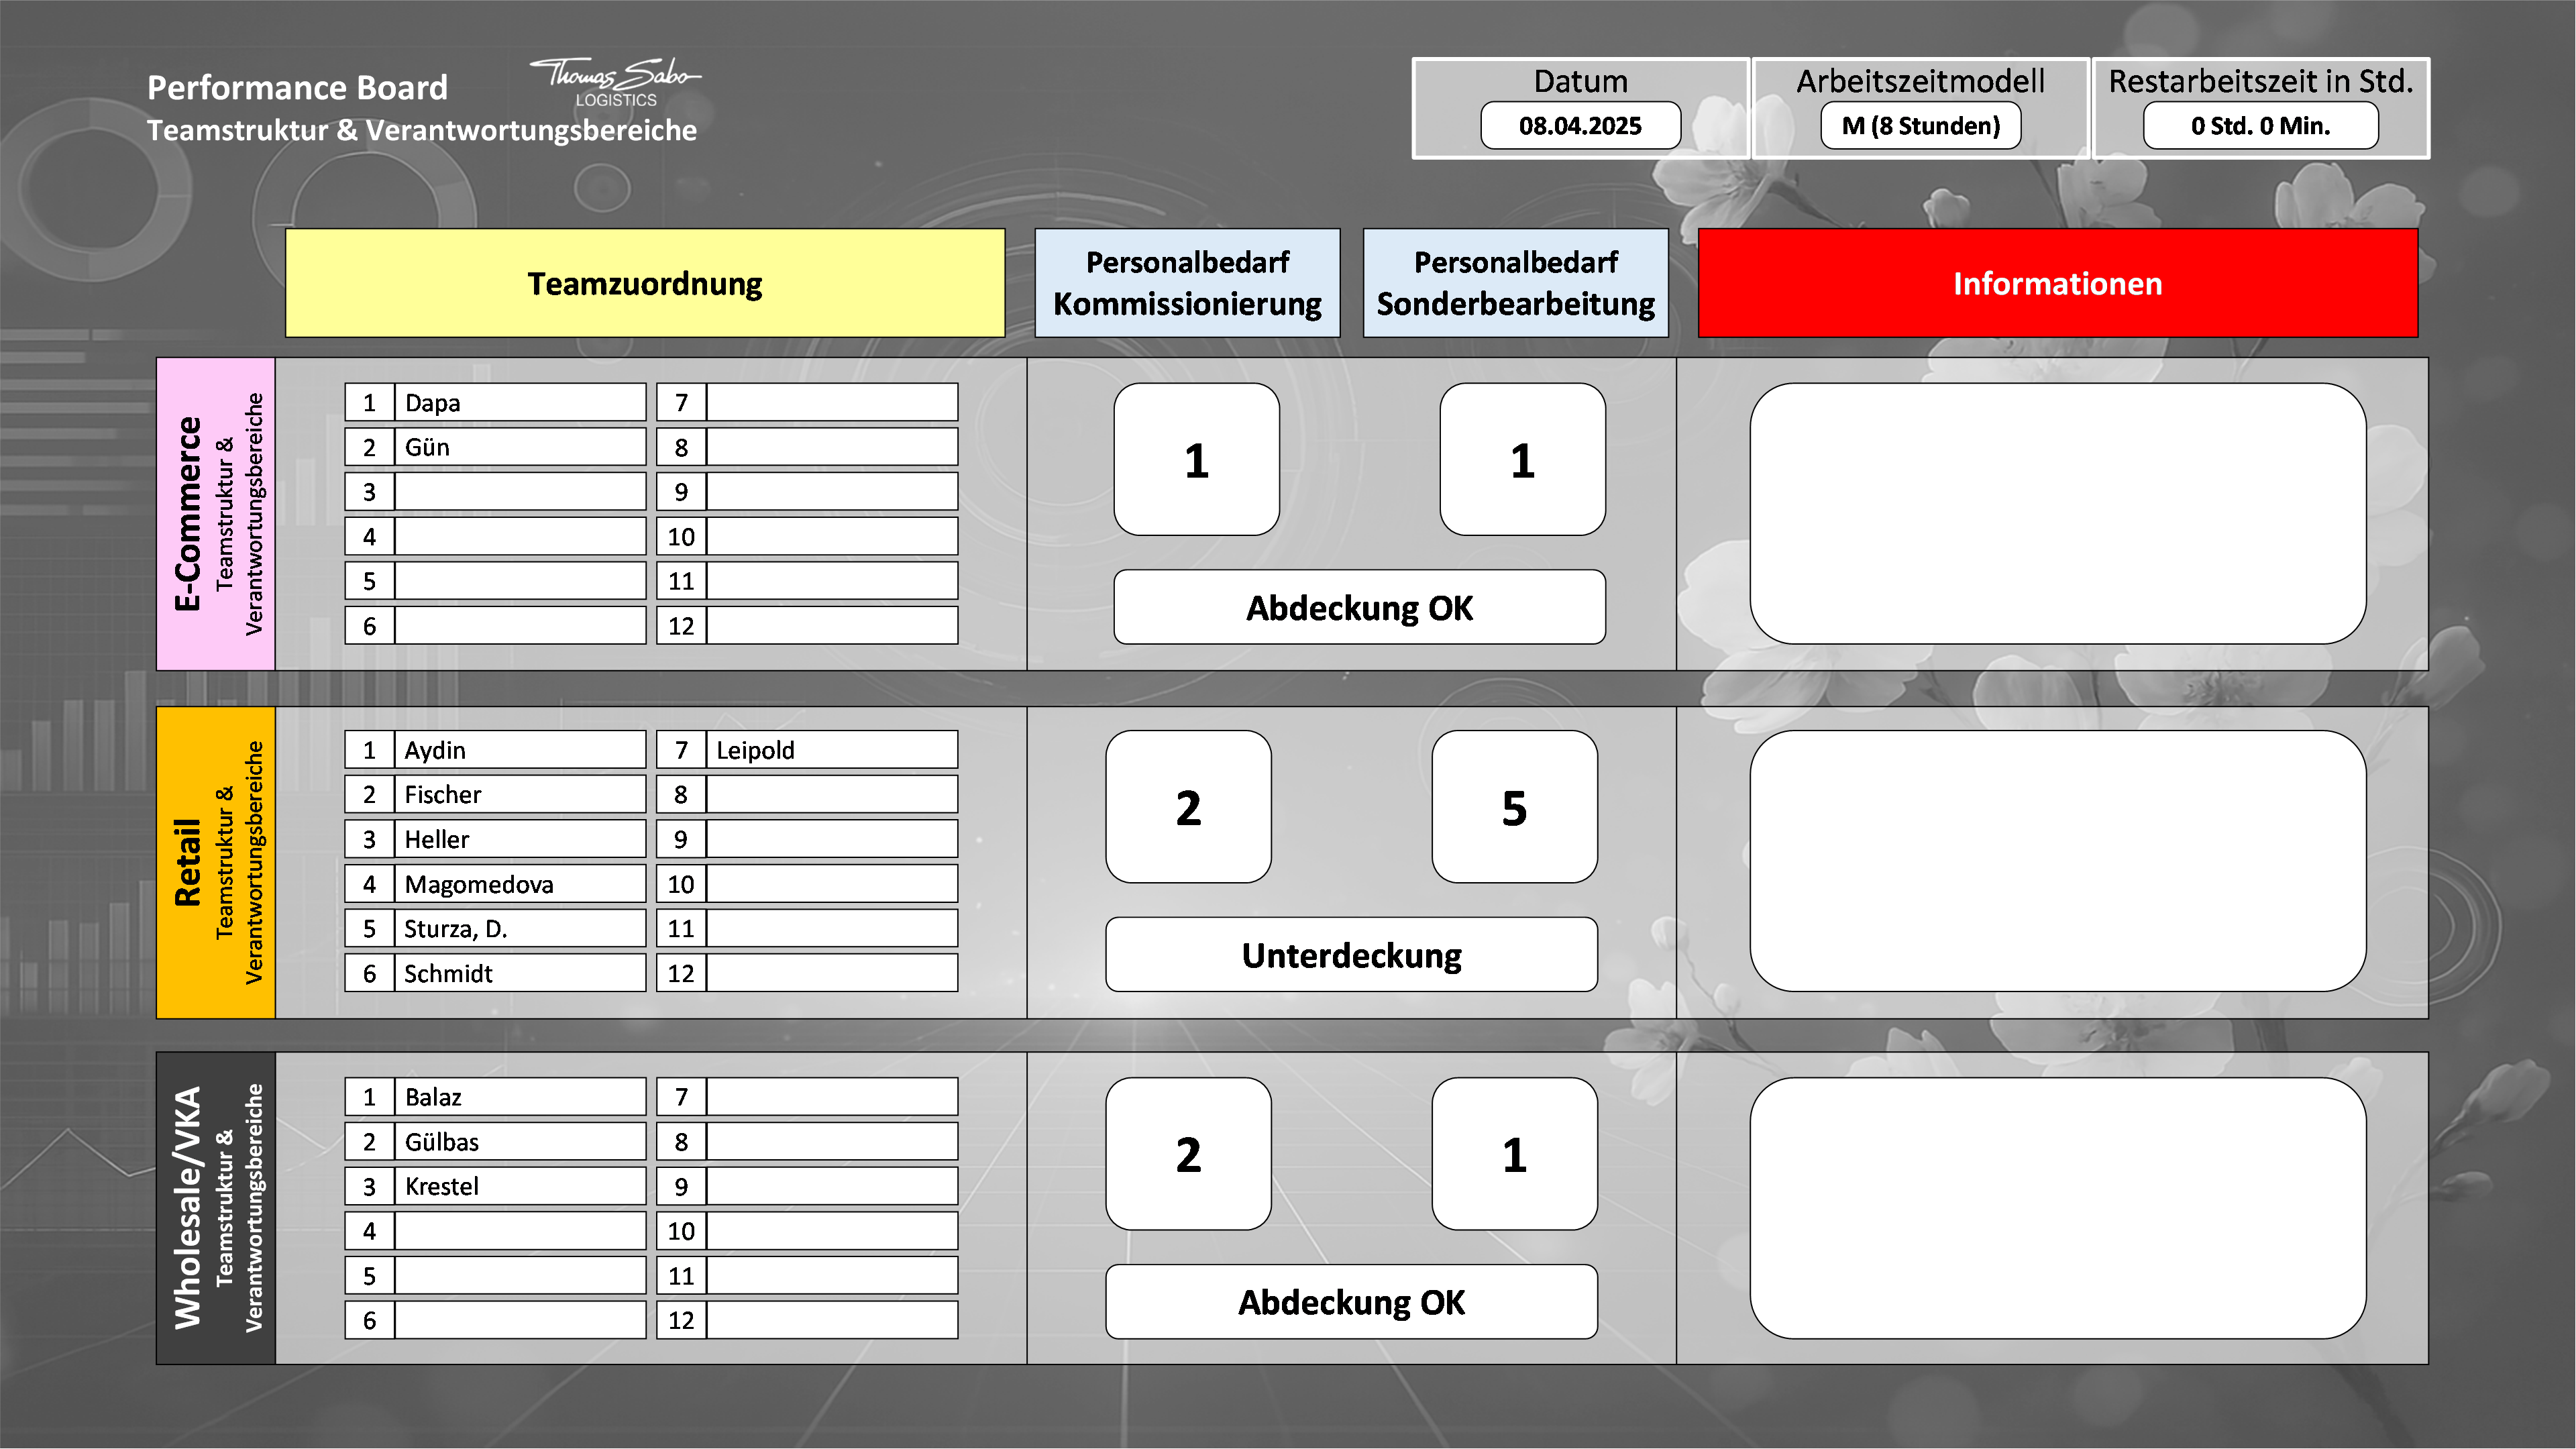 Performance Board
Thomas Sabo
LOGISTICS
Teamstruktur & Verantwortungsbereiche
Datum
08.04.2025
Arbeitszeitmodell
M (8 Stunden)
Restarbeitszeit in Std.
0 Std. 0 Min.
Teamzuordnung
Personalbedarf
Kommissionierung
Personalbedarf
Sonderbearbeitung
Informationen
E-Commerce
Teamstruktur &
Verantwortungsbereiche
1 Dapa
2 Gün
3
4
5
6
7
8
9
10
11
12
1
1
Abdeckung OK
Retail
Teamstruktur &
Verantwortungsbereiche
1 Aydin
2 Fischer
3 Heller
4 Magomedova
5 Sturza, D.
6 Schmidt
7 Leipold
8
9
10
11
12
2
5
Unterdeckung
Wholesale/VKA
Teamstruktur &
Verantwortungsbereiche
1 Balaz
2 Gülbas
3 Krestel
4
5
6
7
8
9
10
11
12
2
1
Abdeckung OK